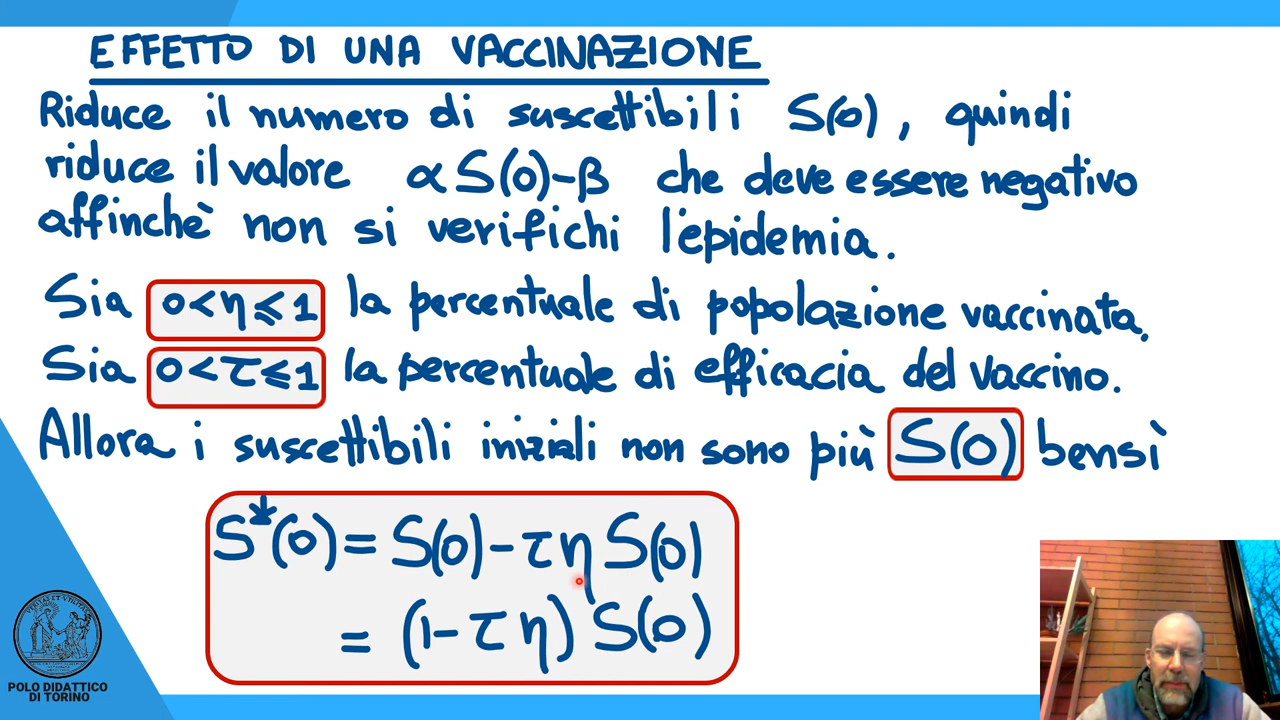 EFFETTO DI UNA VACCINAZIONE
Riduce il numero di suscettibili S(0), quindi
riduce il valore αS(0)-β che deve essere negativo
affinchè non si verifichi l'epidemia.
Sia 0<η⩽1 la percentuale di popolazione vaccinata.
Sia 0<τ⩽1 la percentuale di efficacia del vaccino.
Allora i suscettibili iniziali non sono più S(0) bensì
S*(0)= S(0)-τηS(0)
= (1-τη)S(0)
POLO DIDATTICO
DI TORINO